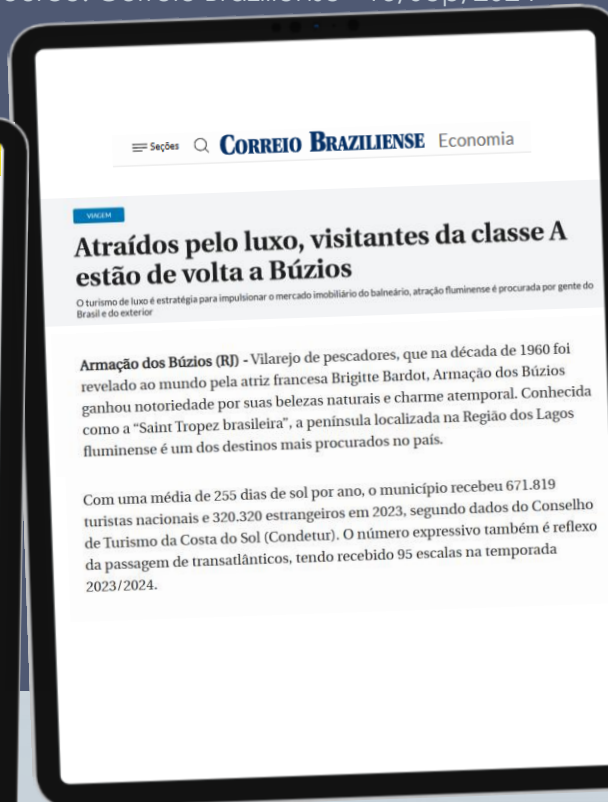 Correio Braziliense
Seções CORREIO BRAZILIENSE Economia
VIAGEM
Atraídos pelo luxo, visitantes da classe A
estão de volta a Búzios
O turismo de luxo é estratégia para impulsionar o mercado imobiliário do balneário, atração fluminense é procurada por gente do
Brasil e do exterior
Armação dos Búzios (RJ) - Vilarejo de pescadores, que na década de 1960 foi
revelado ao mundo pela atriz francesa Brigitte Bardot, Armação dos Búzios
ganhou notoriedade por suas belezas naturais e charme atemporal. Conhecida
como a “Saint Tropez brasileira”, a península localizada na Região dos Lagos
fluminense é um dos destinos mais procurados no país.
Com uma média de 255 dias de sol por ano, o município recebeu 671.819
turistas nacionais e 320.320 estrangeiros em 2023, segundo dados do Conselho
de Turismo da Costa do Sol (Condetur). O número expressivo também é reflexo
da passagem de transatlânticos, tendo recebido 95 escalas na temporada
2023/2024.